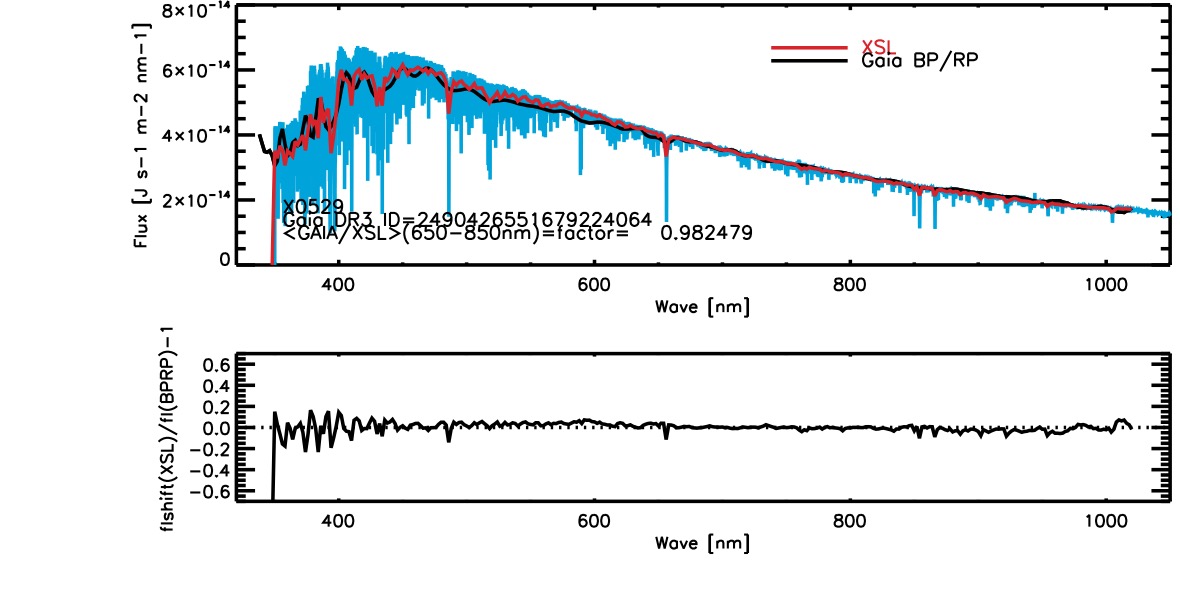 8×10−14
6×10−14
4×10−14
2×10−14
0
Flux [J s−1 m−2 nm−1]
XSL
Gaia BP/RP
X0529
Gaia DR3 ID=2490426551679224064
<GAIA/XSL>(650−850nm)=factor= 0.982479
400 600 800 1000
Wave [nm]
flshift(XSL)/fl(BPRP)−1
0.6
0.4
0.2
0.0
−0.2
−0.4
−0.6
400 600 800 1000
Wave [nm]